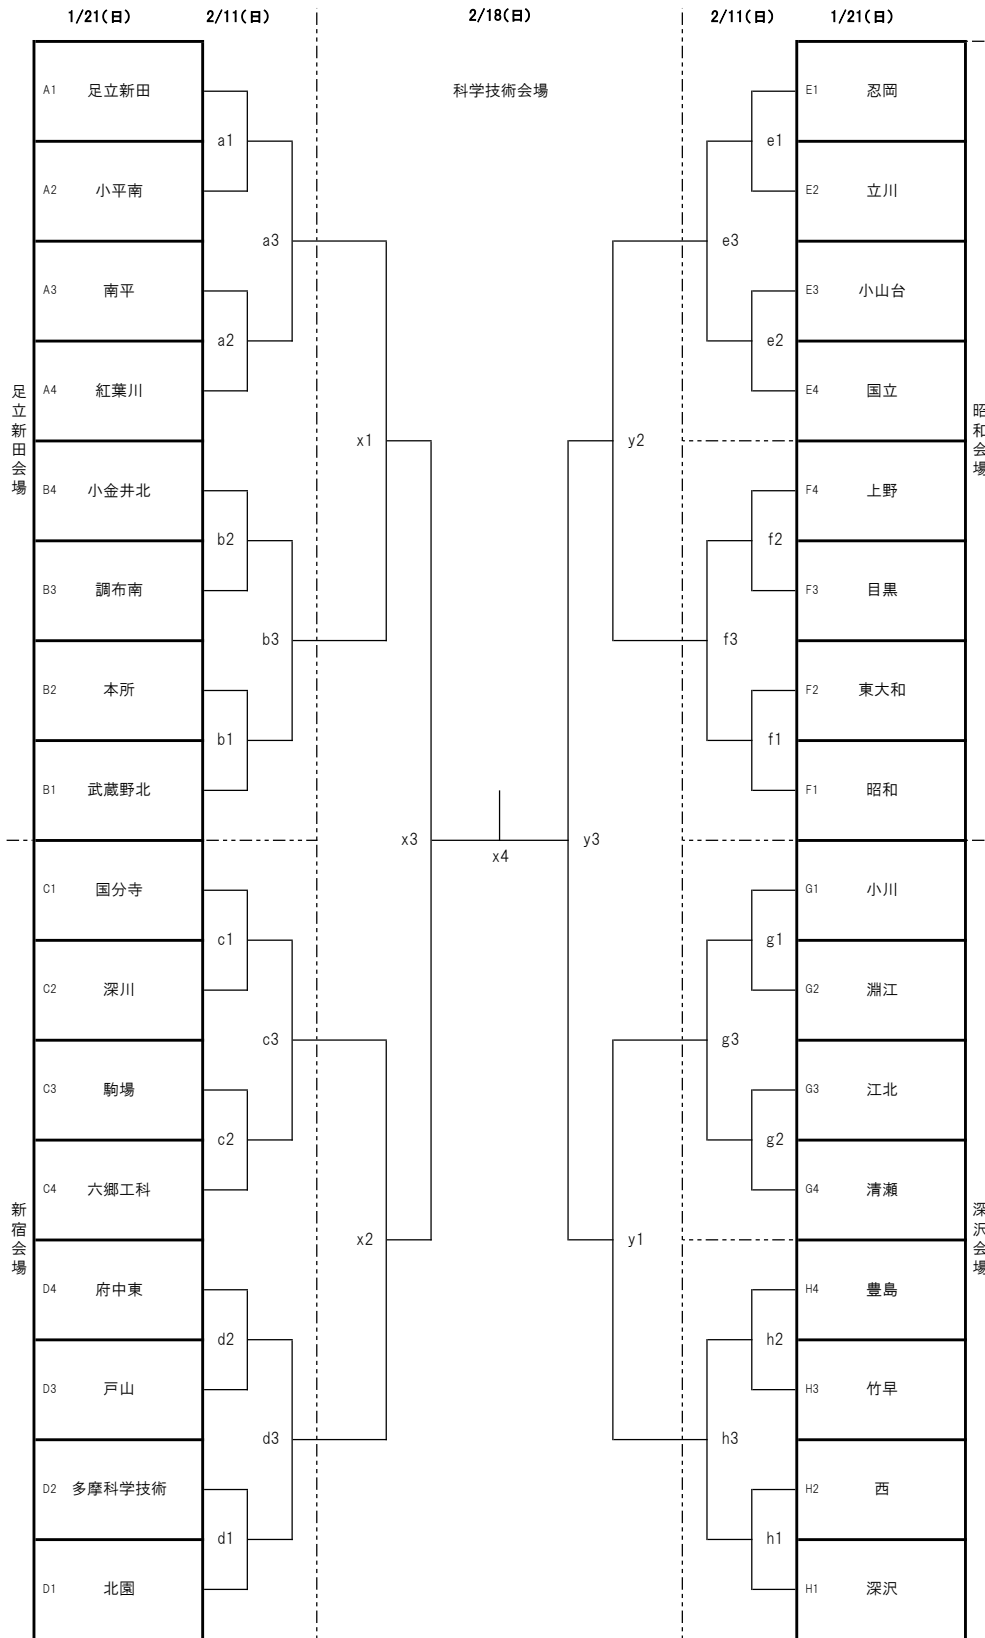 1/21(日) 2/11(日) 2/18(日) 2/11(日) 1/21(日)
A1 足立新田 科学技術会場 E1 忍岡
a1 e1
A2 小平南 E2 立川
a3 e3
A3 南平 E3 小山台
a2 e2
A4 紅葉川 E4 国立
足立新田会場
昭和会場
x1 y2
B4 小金井北 F4 上野
b2 f2
B3 調布南 F3 目黒
b3 f3
B2 本所 F2 東大和
b1 f1
B1 武蔵野北 F1 昭和
x3 x4 y3
C1 国分寺 G1 小川
c1 g1
C2 深川 G2 淵江
c3 g3
C3 駒場 G3 江北
c2 g2
C4 六郷工科 G4 清瀬
新宿会場
深沢会場
x2 y1
D4 府中東 H4 豊島
d2 h2
D3 戸山 H3 竹早
d3 h3
D2 多摩科学技術 H2 西
d1 h1
D1 北園 H1 深沢